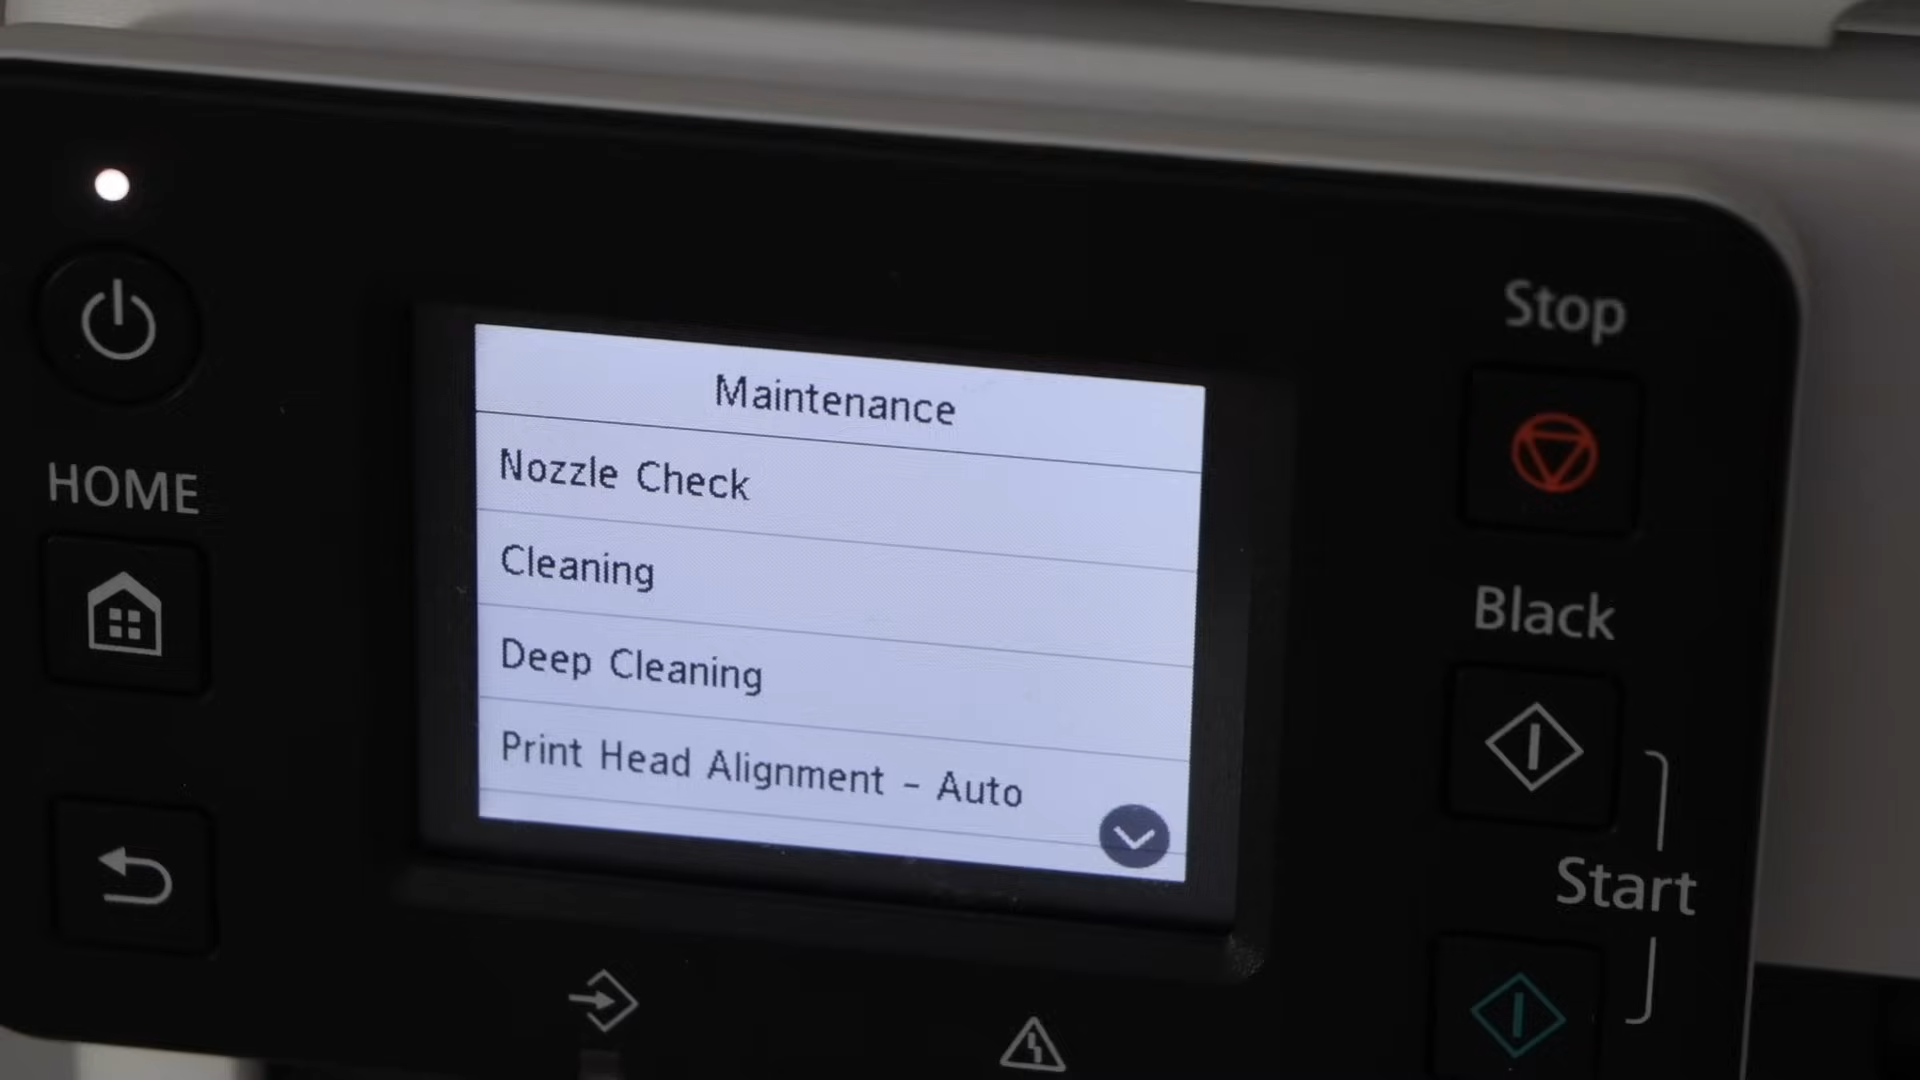 Stop
Maintenance
HOME
Nozzle Check
Cleaning
Black
Deep Cleaning
Print Head Alignment - Auto
Start